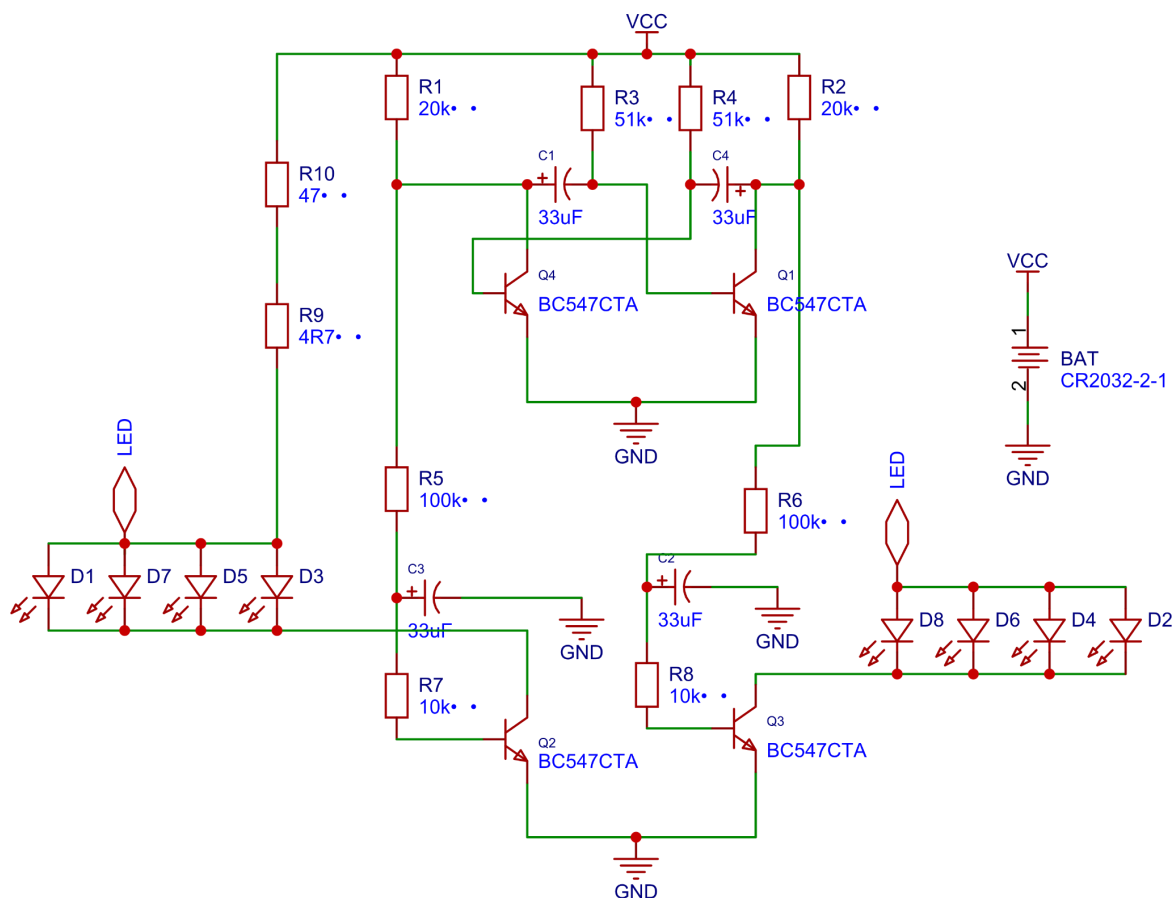 VCC
R1
20k• •
R3
51k• •
R4
51k• •
R2
20k• •
C1
33uF
C4
33uF
R10
47• •
Q4
BC547CTA
Q1
BC547CTA
VCC
R9
4R7• •
1
BAT
2
CR2032-2-1
LED
GND
LED
GND
R5
100k• •
R6
100k• •
D1
D7
D5
D3
C3
33uF
C2
33uF
GND
GND
D8
D6
D4
D2
R7
10k• •
R8
10k• •
Q2
BC547CTA
Q3
BC547CTA
GND